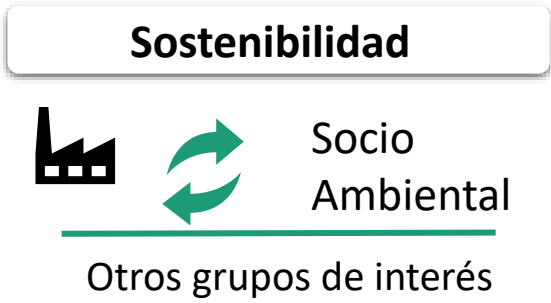 Sostenibilidad
Socio
Ambiental
Otros grupos de interés